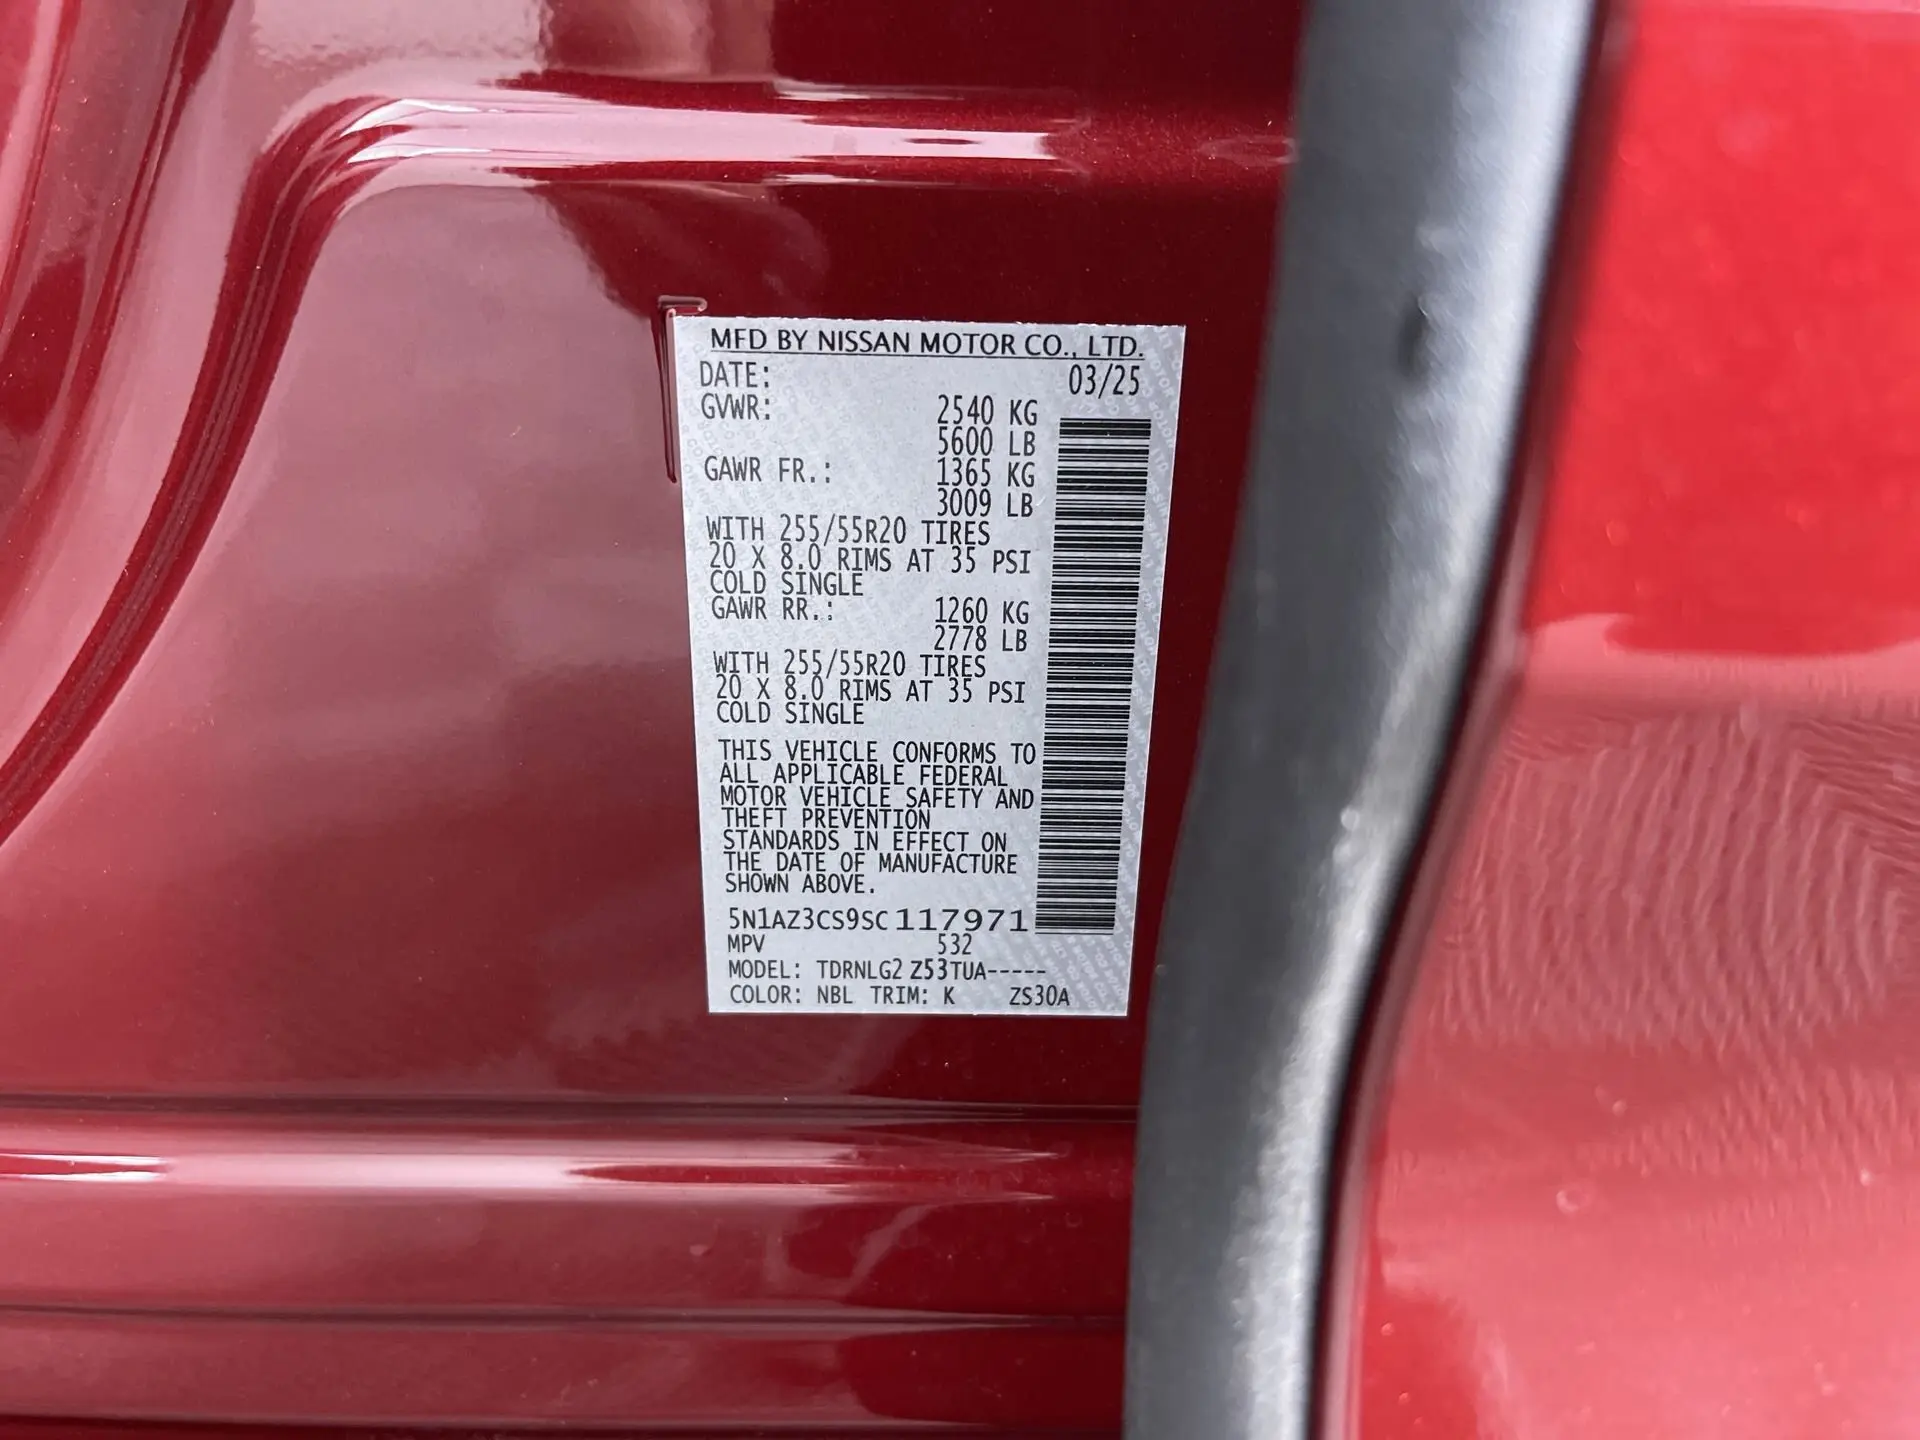 MFD BY NISSAN MOTOR CO., LTD.
DATE: 03/25
GVWR: 2540 KG
5600 LB
GAWR FR.: 1365 KG
3009 LB
WITH 255/55R20 TIRES
20 X 8.0 RIMS AT 35 PSI
COLD SINGLE
GAWR RR.: 1260 KG
2778 LB
WITH 255/55R20 TIRES
20 X 8.0 RIMS AT 35 PSI
COLD SINGLE
THIS VEHICLE CONFORMS TO
ALL APPLICABLE FEDERAL
MOTOR VEHICLE SAFETY AND
THEFT PREVENTION
STANDARDS IN EFFECT ON
THE DATE OF MANUFACTURE
SHOWN ABOVE.
5N1AZ3CS9SC117971
MPV 532
MODEL: TDRNLG2 Z53TUA-----
COLOR: NBL TRIM: K ZS30A